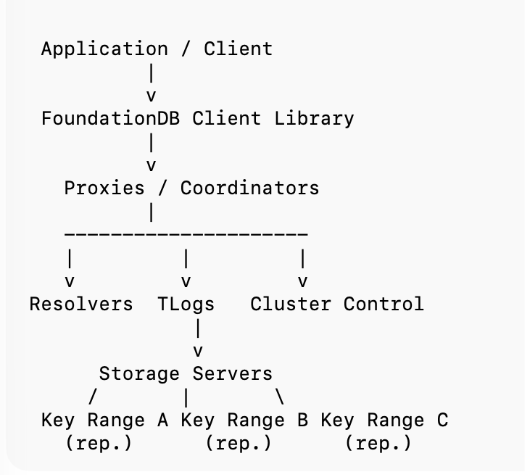 Application / Client
|
v
FoundationDB Client Library
|
v
Proxies / Coordinators
|
---------------------
| | |
v v v
Resolvers TLogs Cluster Control
|
v
Storage Servers
/ | \
Key Range A Key Range B Key Range C
(rep.) (rep.) (rep.)